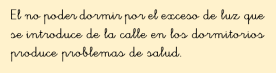 El no poder dormir por el exceso de luz que
se introduce de la calle en los dormitorios
produce problemas de salud.